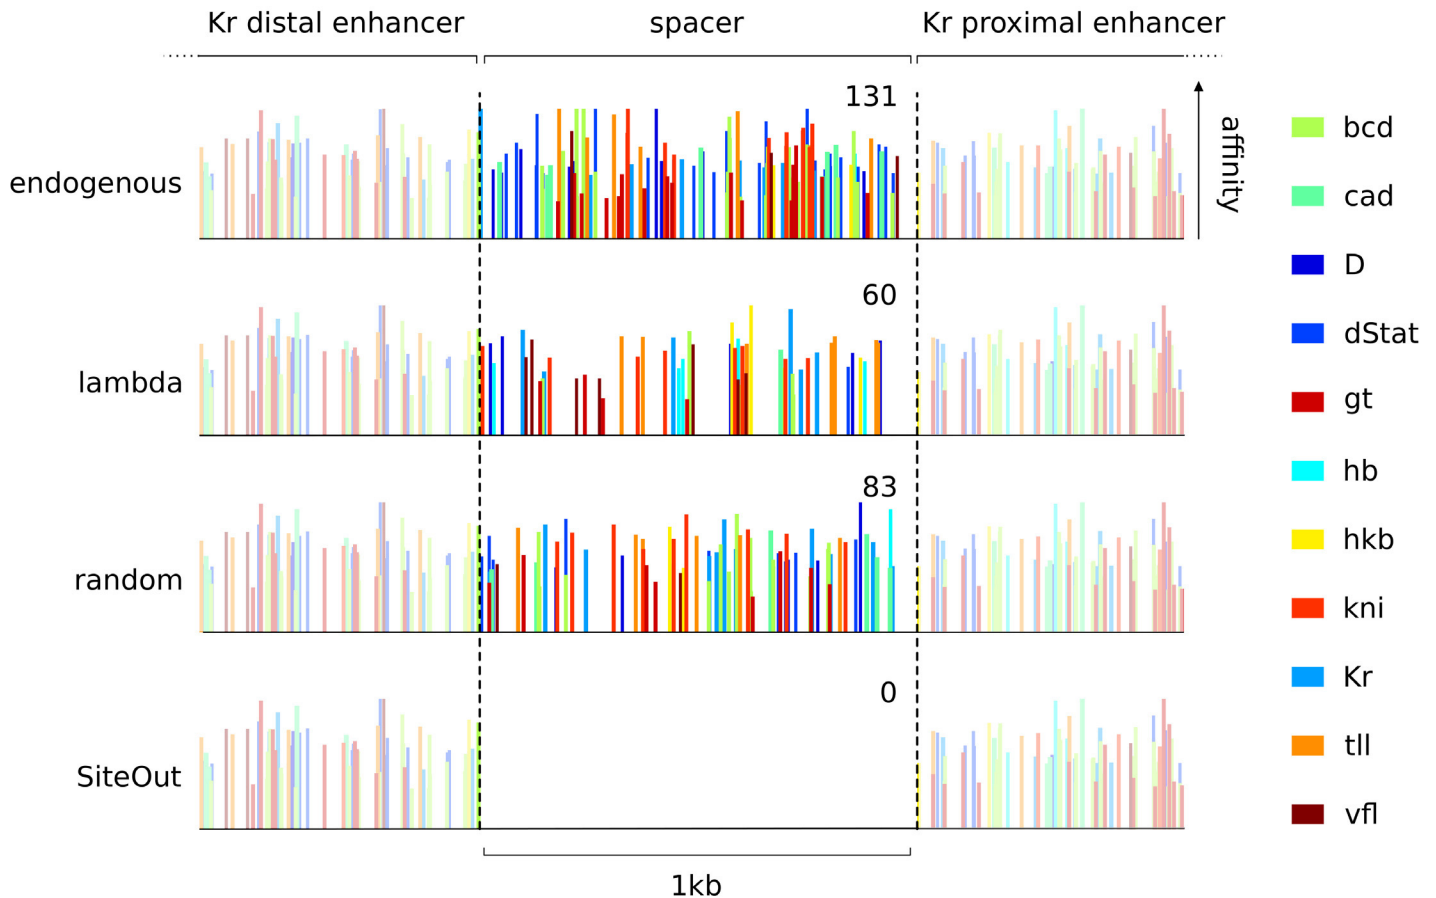 Kr distal enhancer
spacer
Kr proximal enhancer
131
endogenous
affinity
60
lambda
83
random
0
SiteOut
1kb
bcd
cad
D
dStat
gt
hb
hkb
kni
Kr
tll
vfl